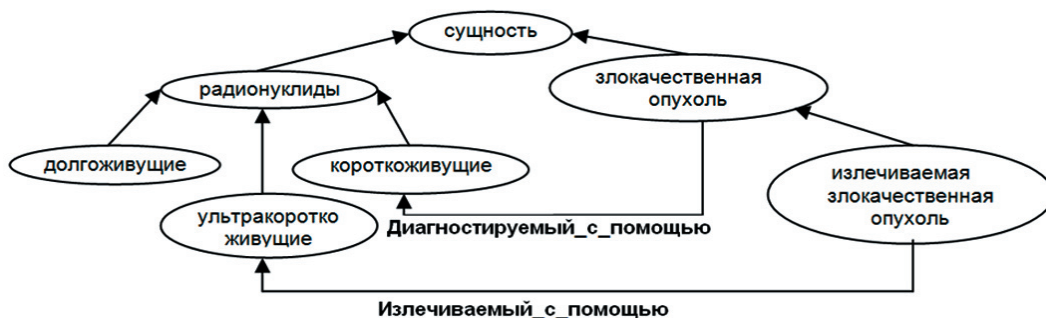 сущность
злокачественная
опухоль
радионуклиды
долгоживущие
короткоживущие
излечиваемая
злокачественная
опухоль
ультракоротко
живущие
Диагностируемый_с_помощью
Излечиваемый_с_помощью